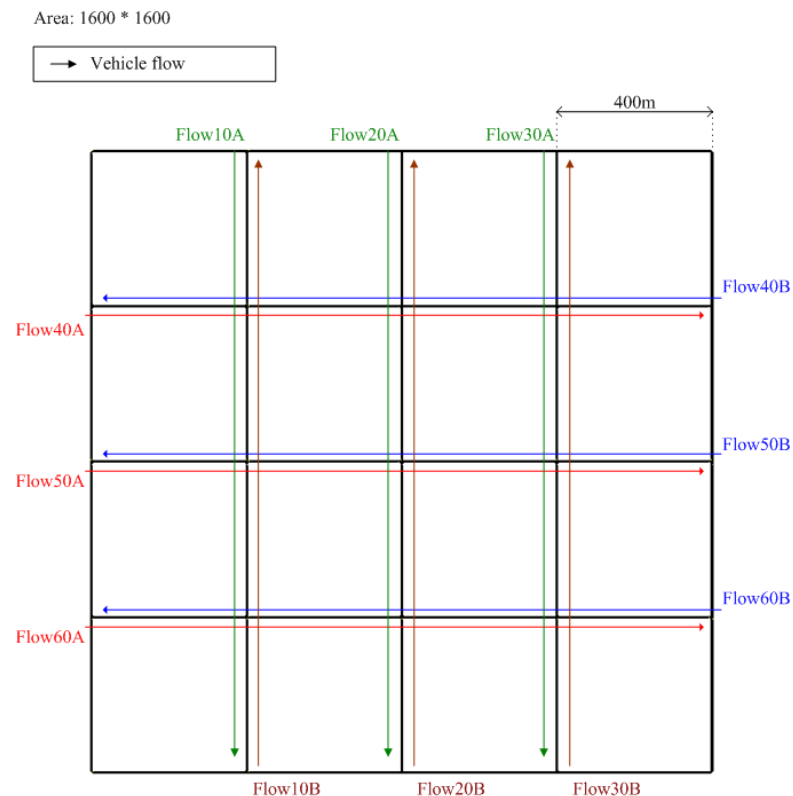 Area: 1600 * 1600
Vehicle flow
400m
Flow10A
Flow20A
Flow30A
Flow40B
Flow40A
Flow50B
Flow50A
Flow60B
Flow60A
Flow10B
Flow20B
Flow30B